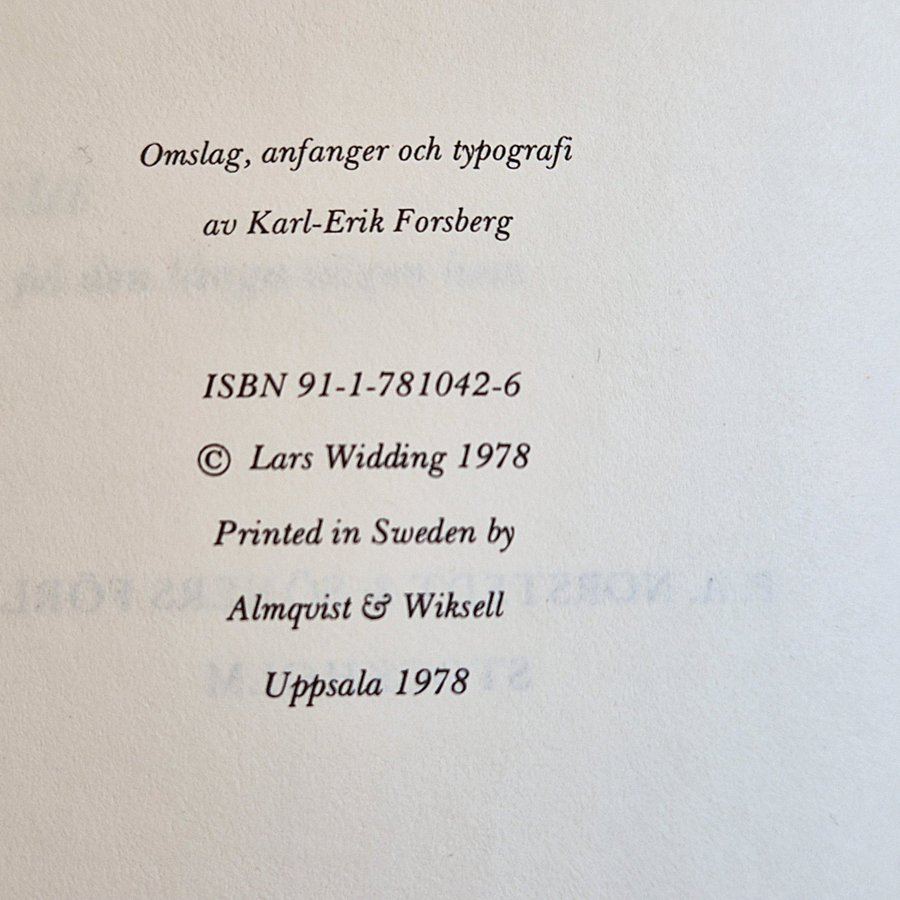 Omslag, anfanger och typografi
av Karl-Erik Forsberg
ISBN 91-1-781042-6
© Lars Widding 1978
Printed in Sweden by
Almqvist & Wiksell
Uppsala 1978